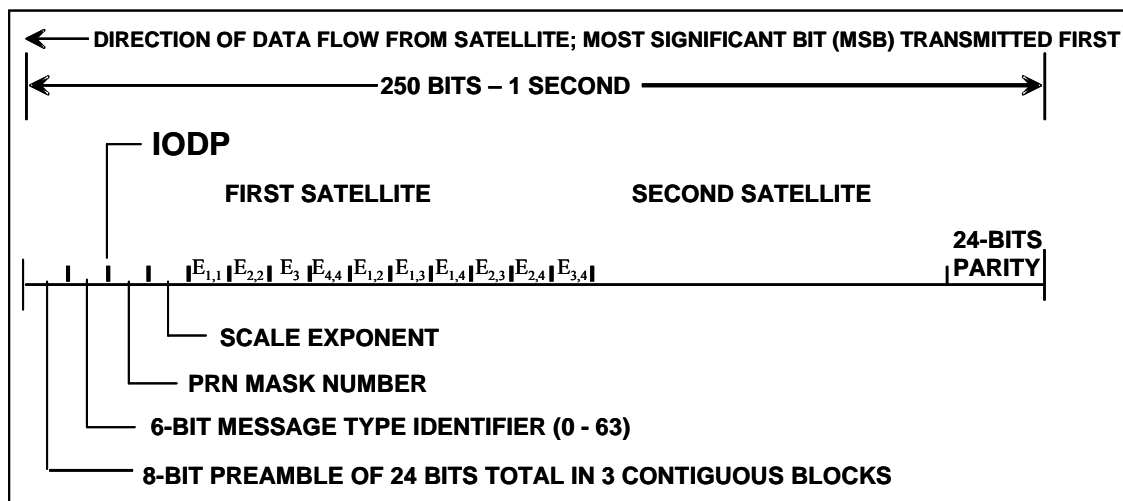 DIRECTION OF DATA FLOW FROM SATELLITE; MOST SIGNIFICANT BIT (MSB) TRANSMITTED FIRST
250 BITS – 1 SECOND
IODP
FIRST SATELLITE SECOND SATELLITE
24-BITS
PARITY
E1,1 E2,2 E3 E4,4 E1,2 E1,3 E1,4 E2,3 E2,4 E3,4
SCALE EXPONENT
PRN MASK NUMBER
6-BIT MESSAGE TYPE IDENTIFIER (0 - 63)
8-BIT PREAMBLE OF 24 BITS TOTAL IN 3 CONTIGUOUS BLOCKS